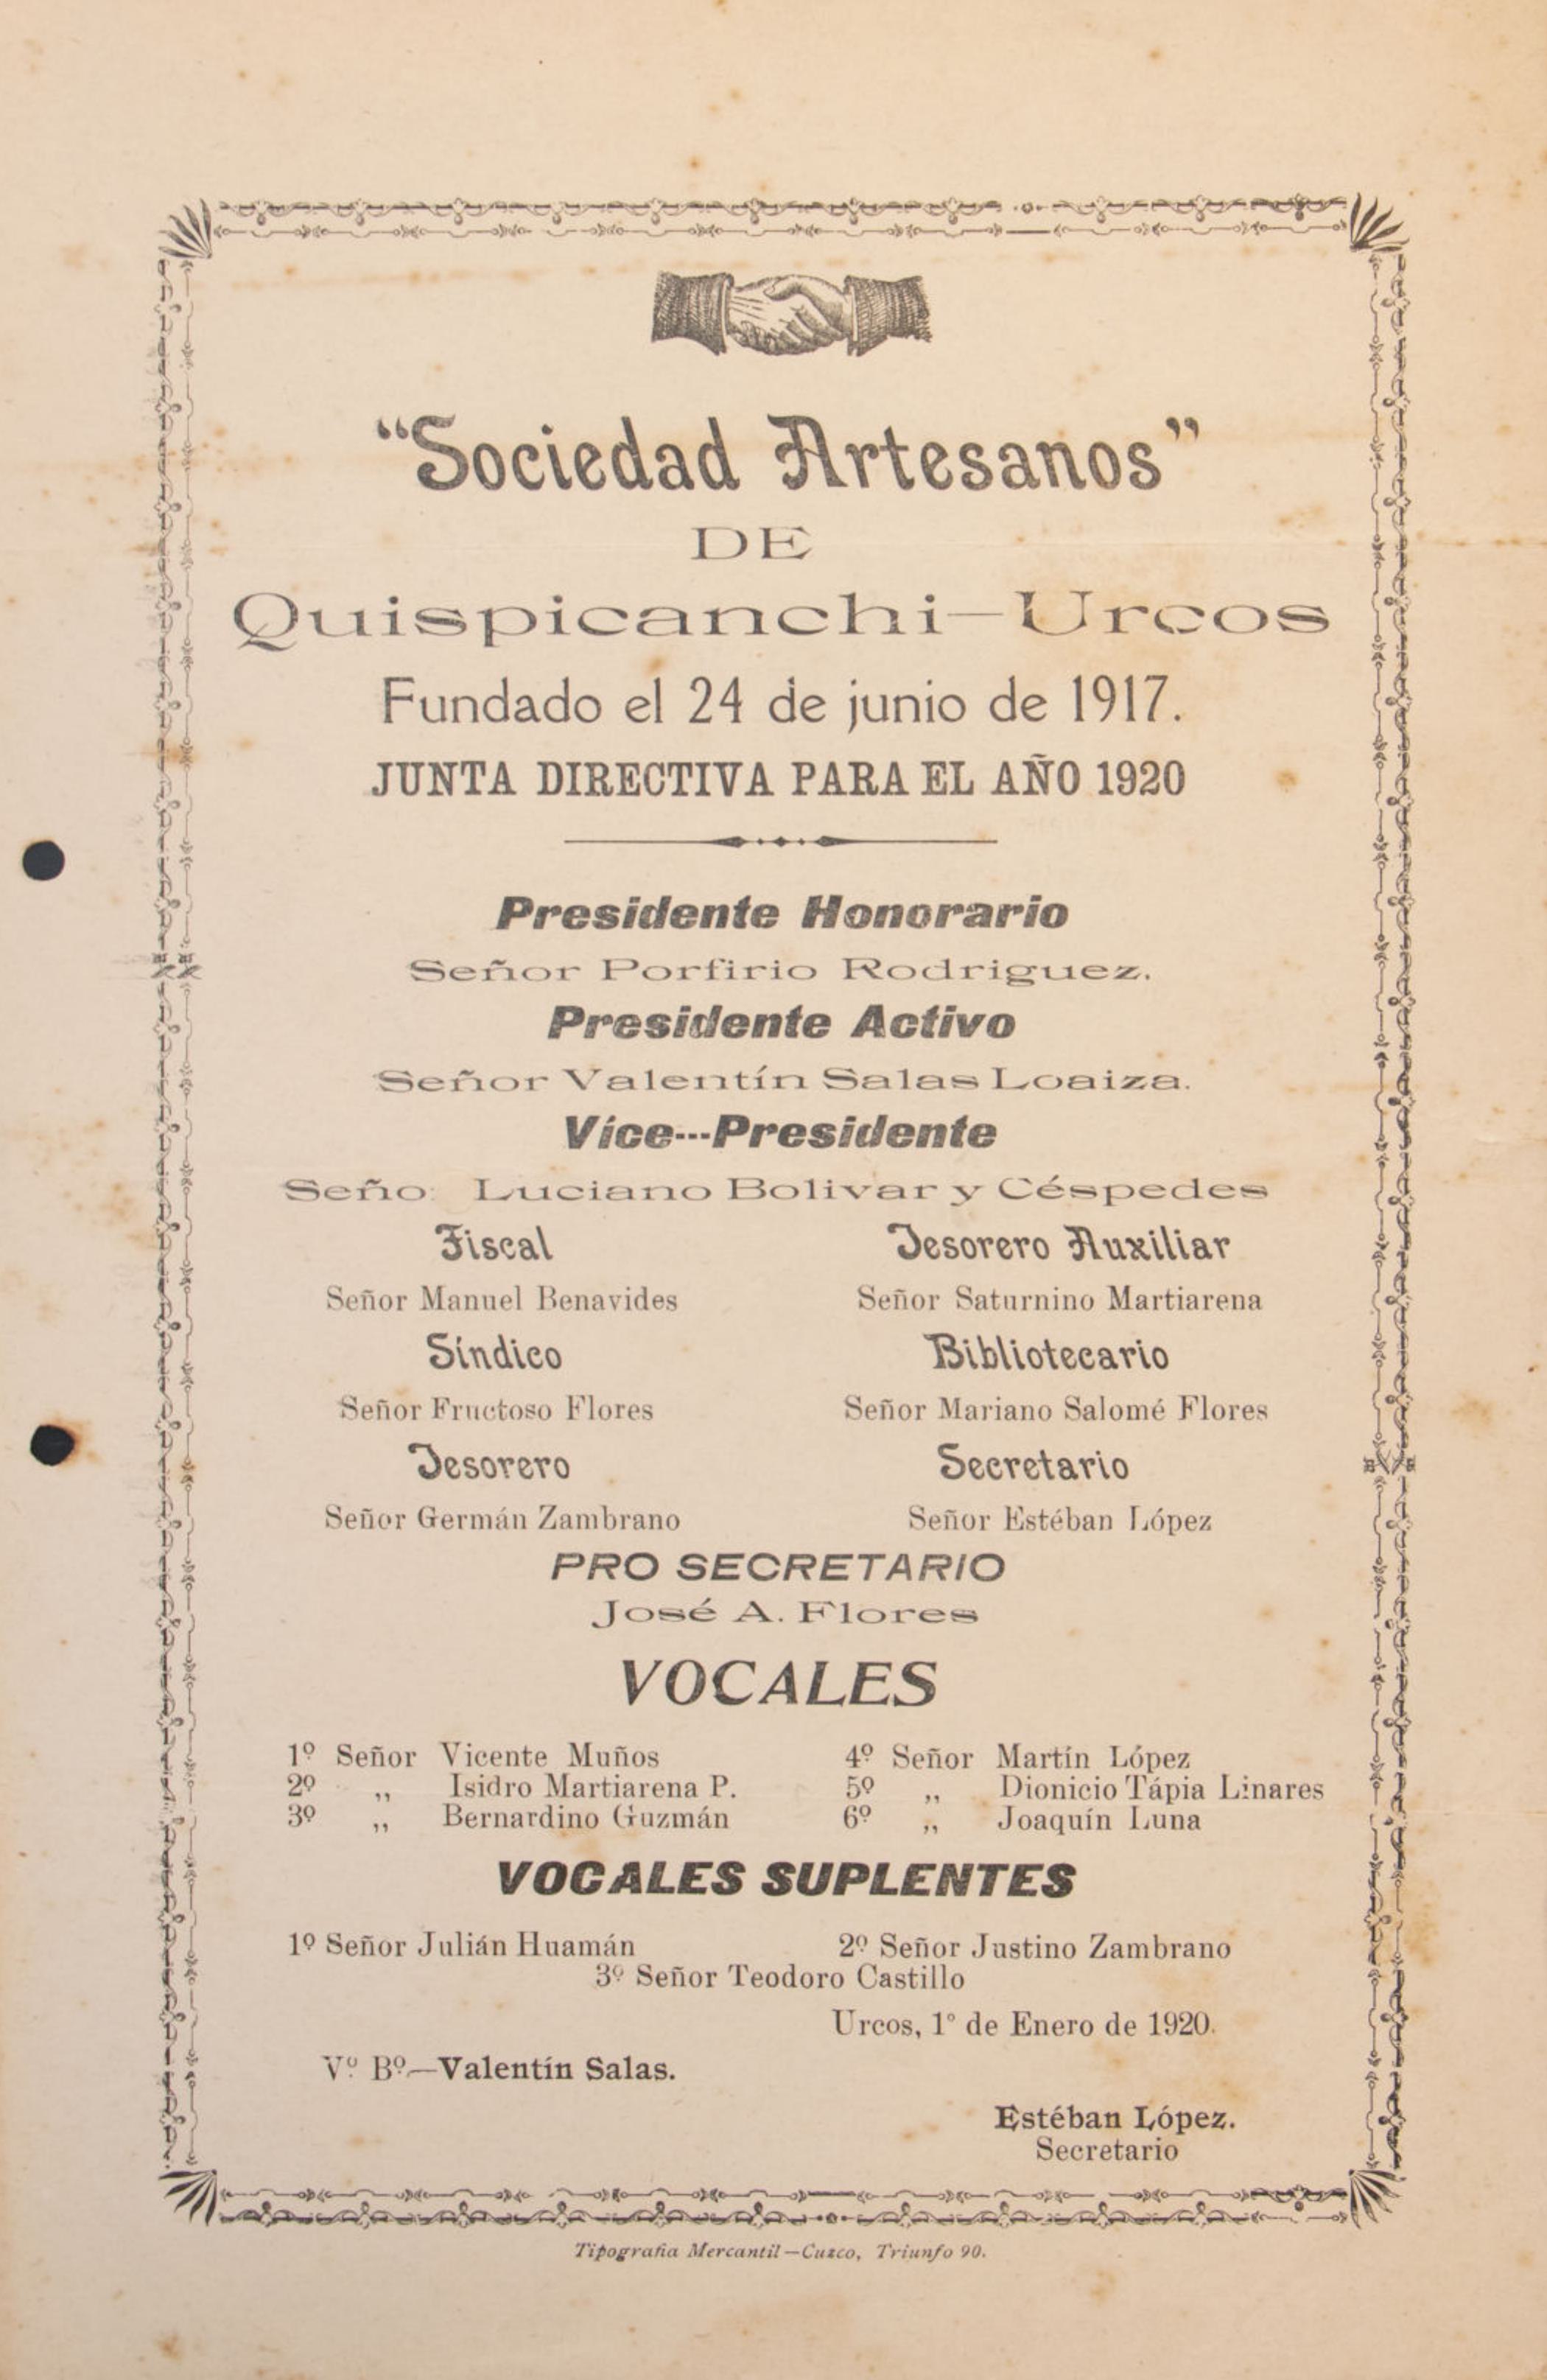 “Sociedad Artesanos”
DE
Quispicanchi—Urcos
Fundado el 24 de junio de 1917.
JUNTA DIRECTIVA PARA EL AÑO 1920
Presidente Honorario
Señor Porfirio Rodriguez.
Presidente Activo
Señor Valentín Salas Loaiza.
Vice---Presidente
Seño: Luciano Bolivar y Céspedes
Fiscal
Señor Manuel Benavides
Tesorero Auxiliar
Señor Saturnino Martiarena
Síndico
Señor Fructoso Flores
Bibliotecario
Señor Mariano Salomé Flores
Tesorero
Señor Germán Zambrano
Secretario
Señor Estéban López
PRO SECRETARIO
José A. Flores
VOCALES
1º Señor Vicente Muños
2º ,, Isidro Martiarena P.
3º ,, Bernardino Guzmán
4º Señor Martín López
5º ,, Dionicio Tápia Linares
6º ,, Joaquín Luna
VOCALES SUPLENTES
1º Señor Julián Huamán
2º Señor Justino Zambrano
3º Señor Teodoro Castillo
Urcos, 1° de Enero de 1920.
Vº Bº—Valentín Salas.
Estéban López.
Secretario
Tipografia Mercantil—Cuzco, Triunfo 90.